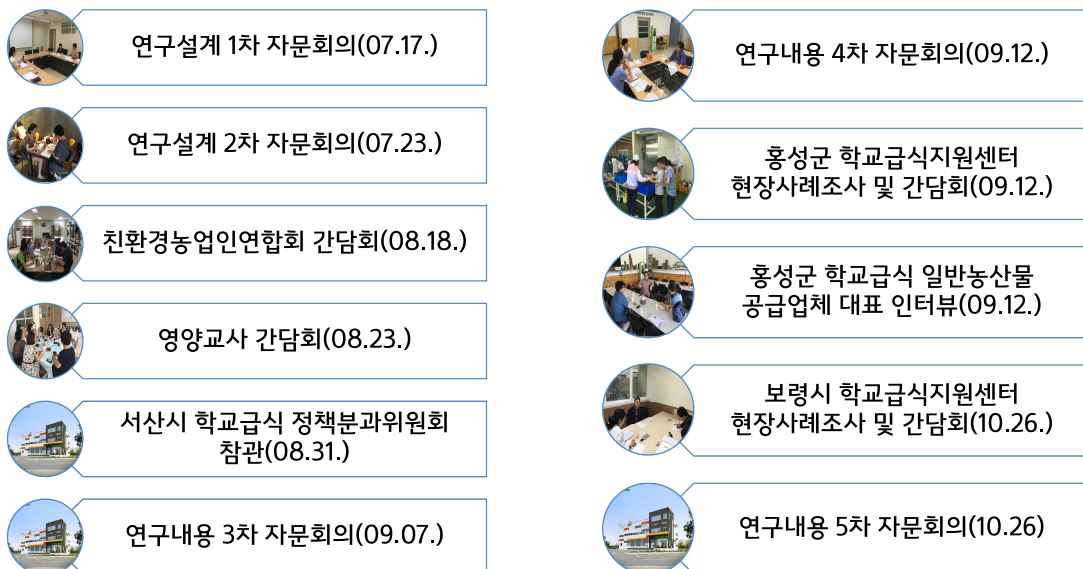 연구설계 1차 자문회의(07.17.)
연구설계 2차 자문회의(07.23.)
친환경농업인연합회 간담회(08.18.)
영양교사 간담회(08.23.)
서산시 학교급식 정책분과위원회
참관(08.31.)
연구내용 3차 자문회의(09.07.)
연구내용 4차 자문회의(09.12.)
홍성군 학교급식지원센터
현장사례조사 및 간담회(09.12.)
홍성군 학교급식 일반농산물
공급업체 대표 인터뷰(09.12.)
보령시 학교급식지원센터
현장사례조사 및 간담회(10.26.)
연구내용 5차 자문회의(10.26)